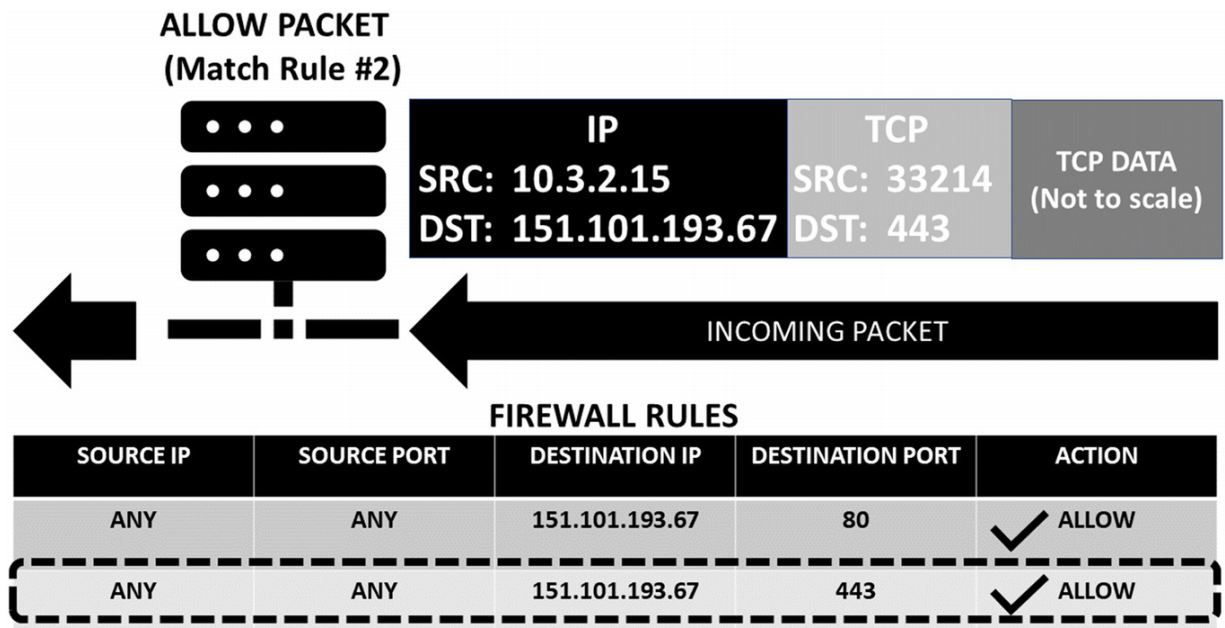 ALLOW PACKET
(Match Rule #2)
IP
SRC: 10.3.2.15
DST: 151.101.193.67
TCP
SRC: 33214
DST: 443
TCP DATA
(Not to scale)
INCOMING PACKET
FIREWALL RULES
SOURCE IP SOURCE PORT DESTINATION IP DESTINATION PORT ACTION
ANY ANY 151.101.193.67 80 ALLOW
ANY ANY 151.101.193.67 443 ALLOW